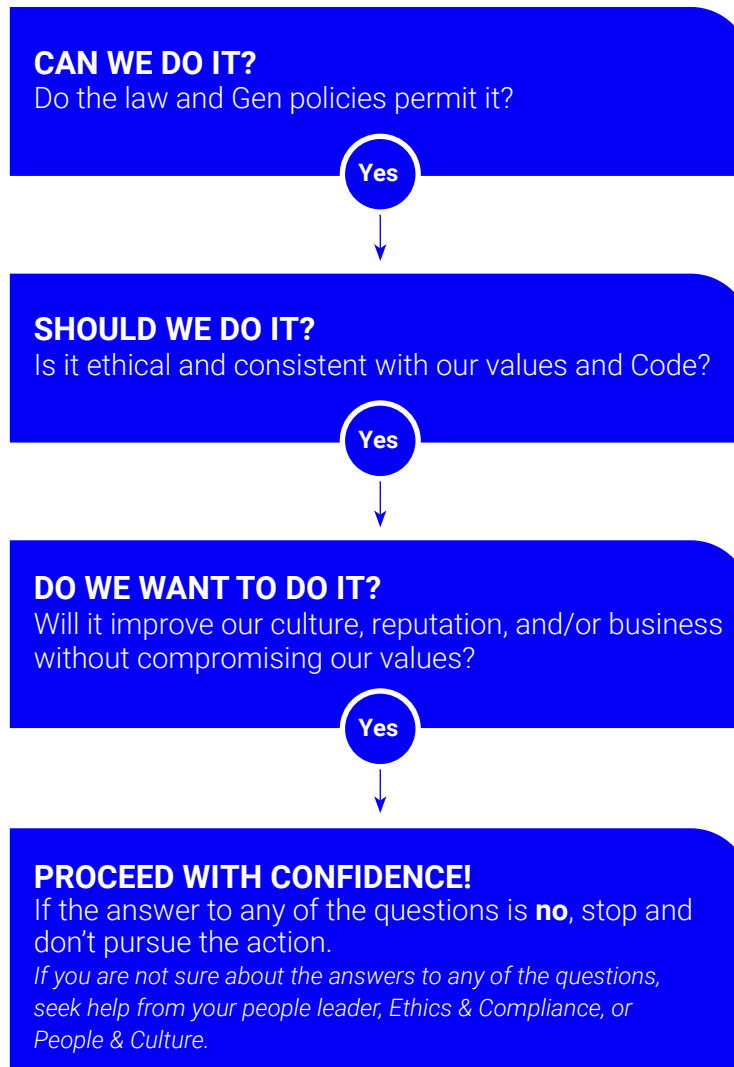 CAN WE DO IT?
Do the law and Gen policies permit it?
Yes
SHOULD WE DO IT?
Is it ethical and consistent with our values and Code?
Yes
DO WE WANT TO DO IT?
Will it improve our culture, reputation, and/or business
without compromising our values?
Yes
PROCEED WITH CONFIDENCE!
If the answer to any of the questions is no, stop and
don’t pursue the action.
If you are not sure about the answers to any of the questions,
seek help from your people leader, Ethics & Compliance, or
People & Culture.